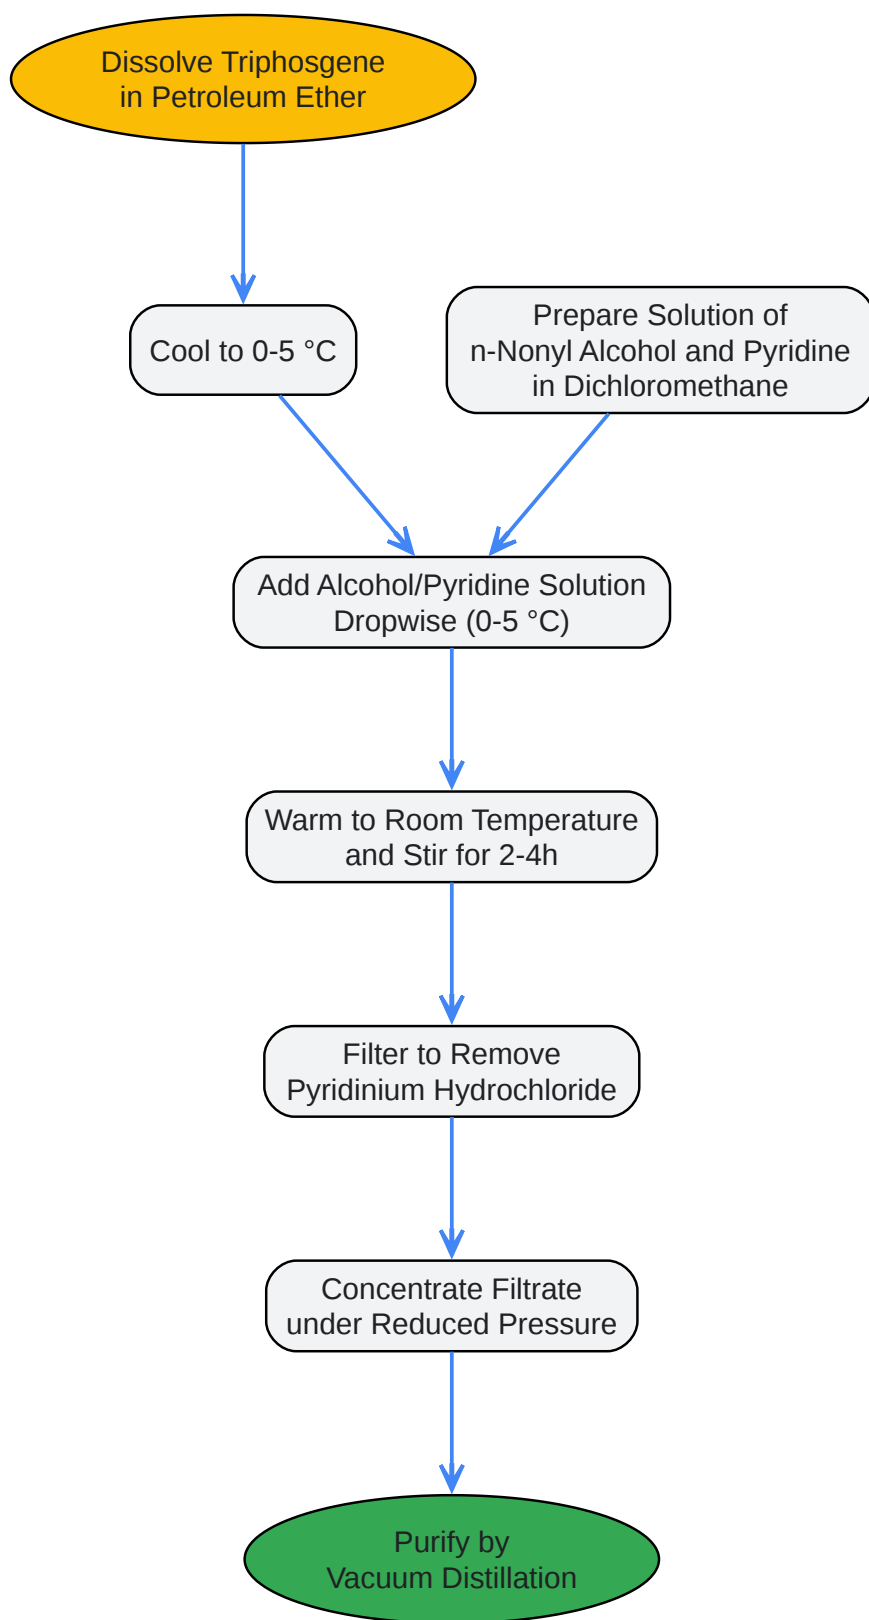 Dissolve Triphosgene
in Petroleum Ether
Cool to 0-5 °C
Prepare Solution of
n-Nonyl Alcohol and Pyridine
in Dichloromethane
Add Alcohol/Pyridine Solution
Dropwise (0-5 °C)
Warm to Room Temperature
and Stir for 2-4h
Filter to Remove
Pyridinium Hydrochloride
Concentrate Filtrate
under Reduced Pressure
Purify by
Vacuum Distillation